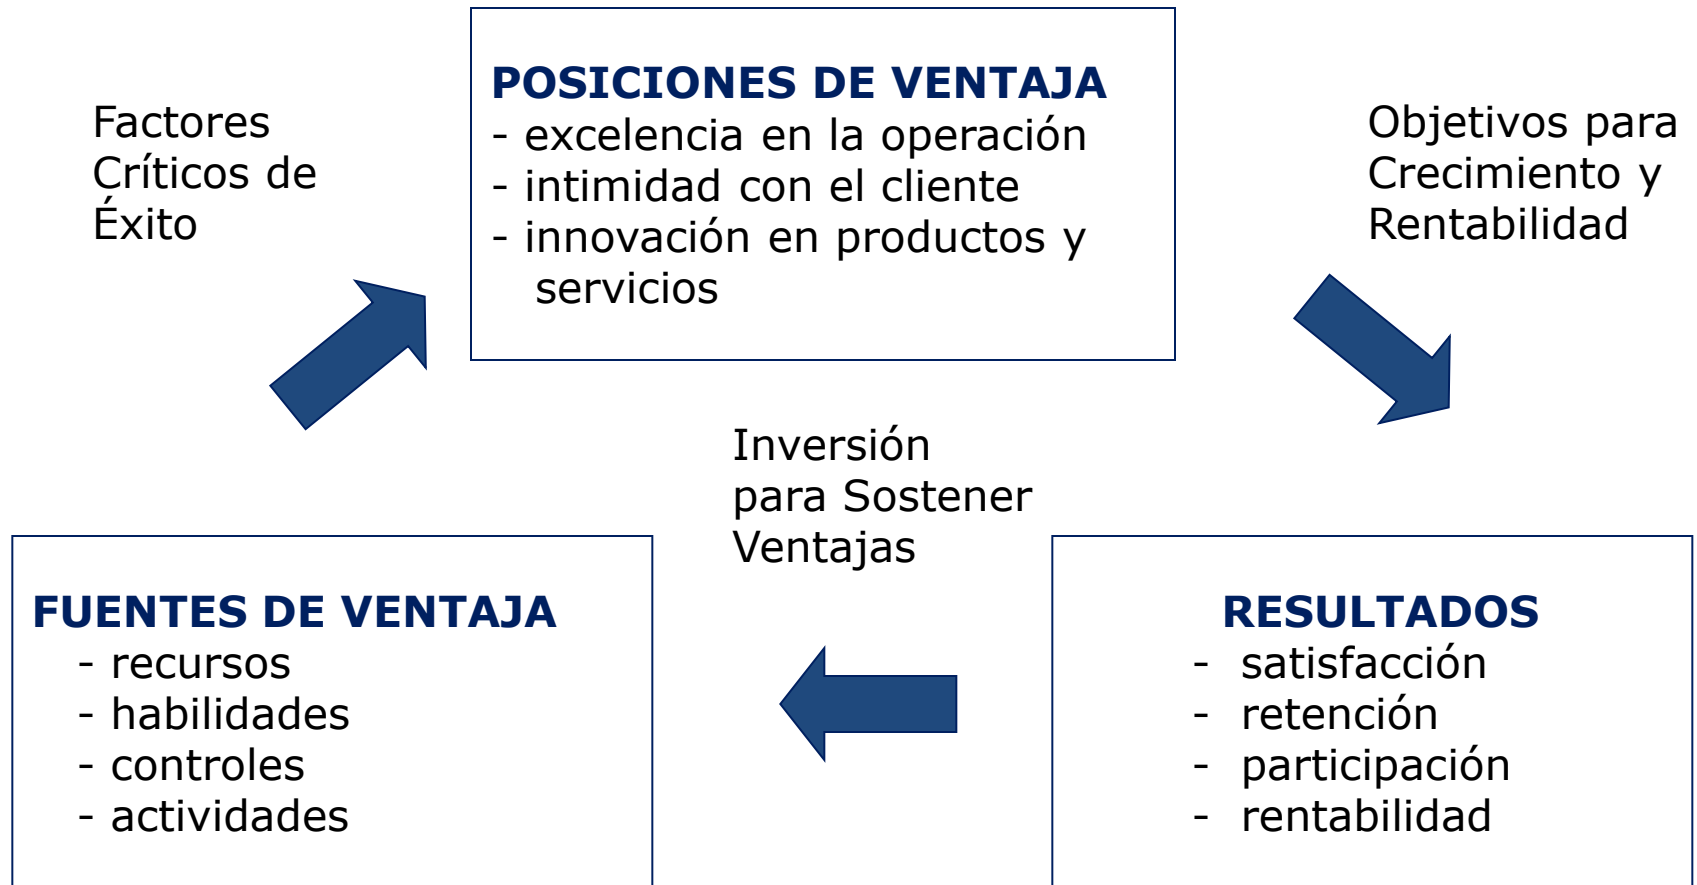 Factores
Críticos de
Éxito
POSICIONES DE VENTAJA
- excelencia en la operación
- intimidad con el cliente
- innovación en productos y
servicios
Objetivos para
Crecimiento y
Rentabilidad
Inversión
para Sostener
Ventajas
FUENTES DE VENTAJA
- recursos
- habilidades
- controles
- actividades
RESULTADOS
- satisfacción
- retención
- participación
- rentabilidad